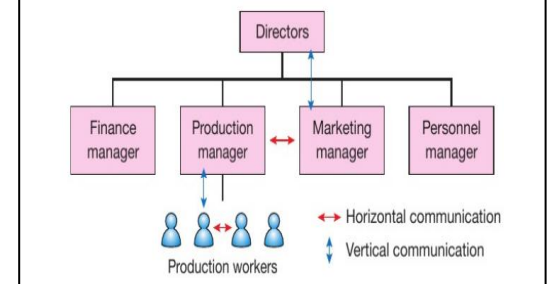 Directors
Finance
manager
Production
manager
Marketing
manager
Personnel
manager
Horizontal communication
Vertical communication
Production workers